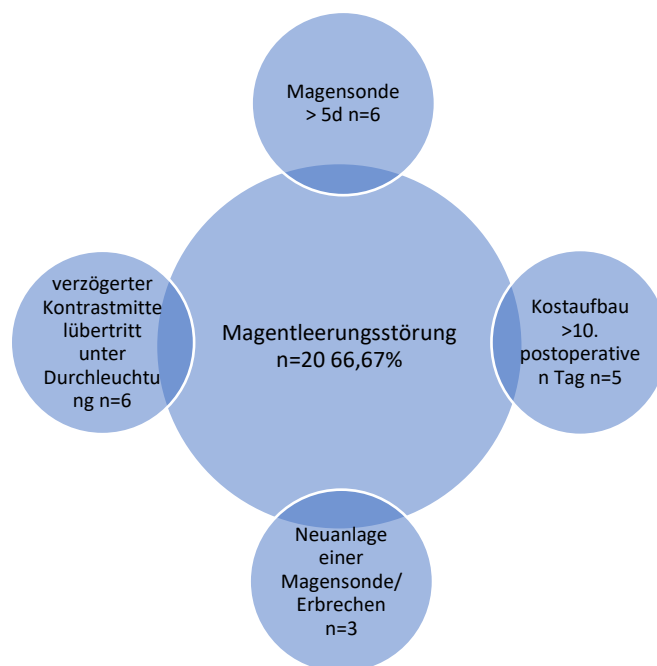 Magensonde
> 5d n=6
verzögerter
Kontrastmitte
lübertritt
unter
Durchleuchtu
ng n=6
Magentleerungsstörung
n=20 66,67%
Kostaufbau
>10.
postoperative
n Tag n=5
Neuanlage
einer
Magensonde/
Erbrechen
n=3